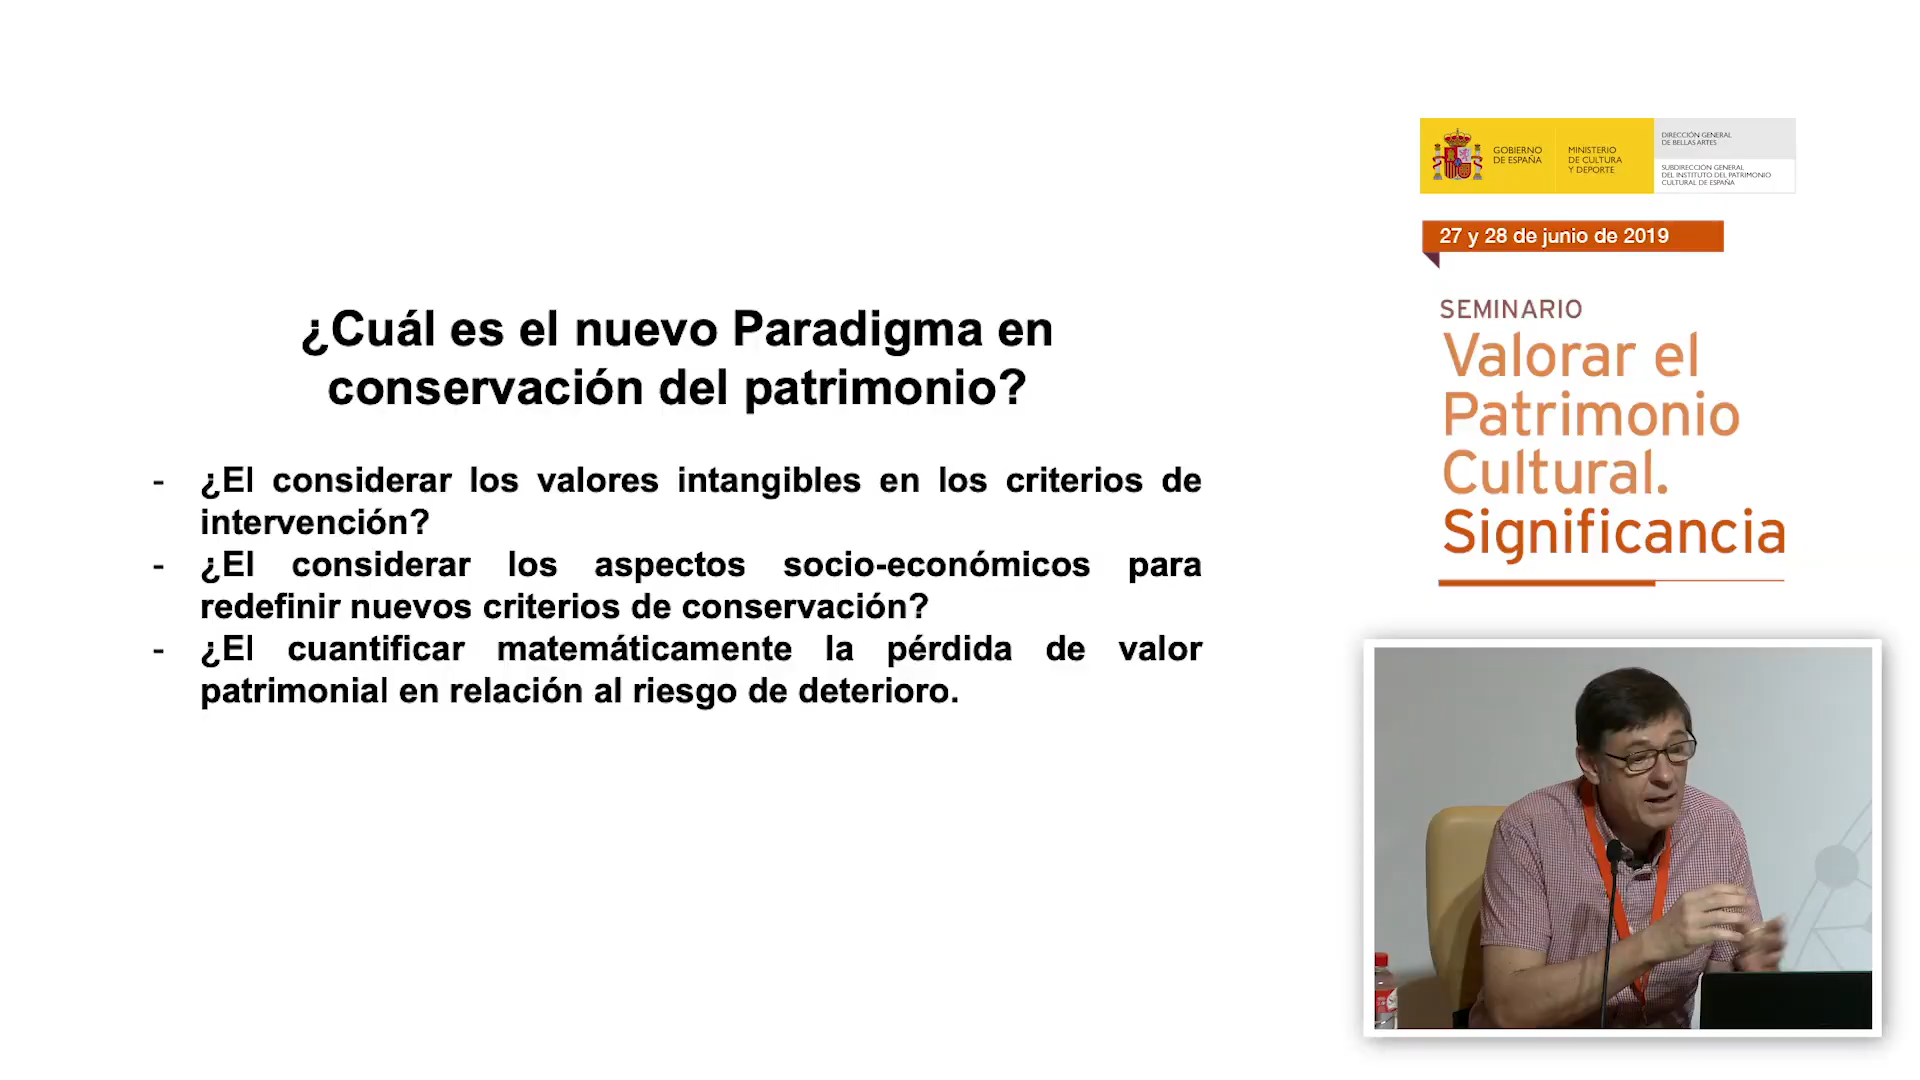 ¿Cuál es el nuevo Paradigma en
conservación del patrimonio?
- ¿El considerar los valores intangibles en los criterios de
intervención?
- ¿El considerar los aspectos socio-económicos para
redefinir nuevos criterios de conservación?
- ¿El cuantificar matemáticamente la pérdida de valor
patrimonial en relación al riesgo de deterioro.
GOBIERNO
DE ESPAÑA
MINISTERIO
DE CULTURA
Y DEPORTE
DIRECCIÓN GENERAL
DE BELLAS ARTES
SUBDIRECCIÓN GENERAL
DEL INSTITUTO DEL PATRIMONIO
CULTURAL DE ESPAÑA
27 y 28 de junio de 2019
SEMINARIO
Valorar el
Patrimonio
Cultural.
Significancia